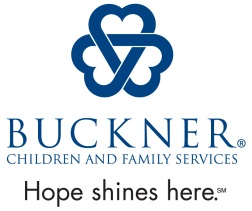 BUCKNER®
CHILDREN AND FAMILY SERVICES
Hope shines here.℠